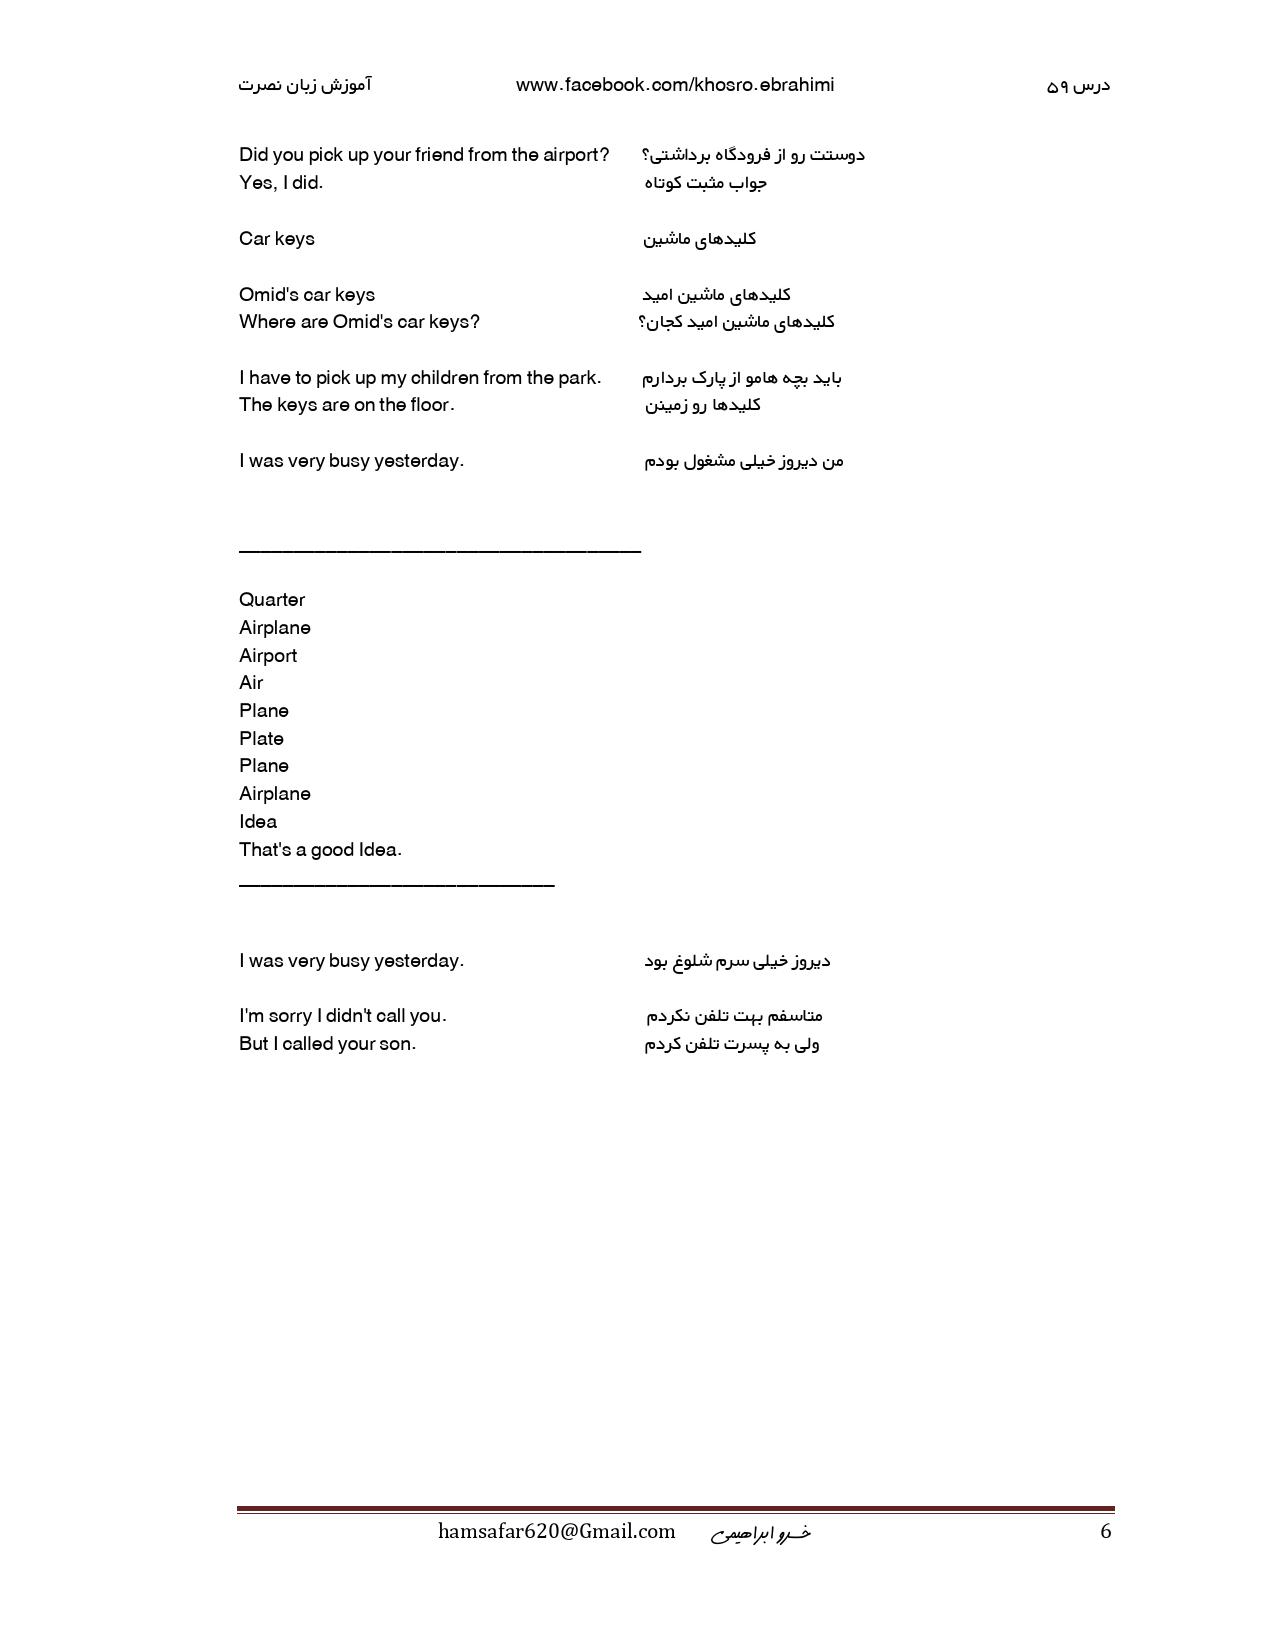 آموزش زبان نصرت www.facebook.com/khosro.ebrahimi درس ۵۹
Did you pick up your friend from the airport? دوستت رو از فرودگاه برداشتی؟
Yes, I did. جواب مثبت کوتاه
Car keys کلیدهای ماشین
Omid's car keys کلیدهای ماشین امید
Where are Omid's car keys? کلیدهای ماشین امید کجان؟
I have to pick up my children from the park. باید بچه هامو از پارک بردارم
The keys are on the floor. کلیدها رو زمینن
I was very busy yesterday. من دیروز خیلی مشغول بودم
Quarter
Airplane
Airport
Air
Plane
Plate
Plane
Airplane
Idea
That's a good Idea.
I was very busy yesterday. دیروز خیلی سرم شلوغ بود
I'm sorry I didn't call you. متاسفم بهت تلفن نکردم
But I called your son. ولی به پسرت تلفن کردم
hamsafar620@Gmail.com خسرو ابراهیمی 6